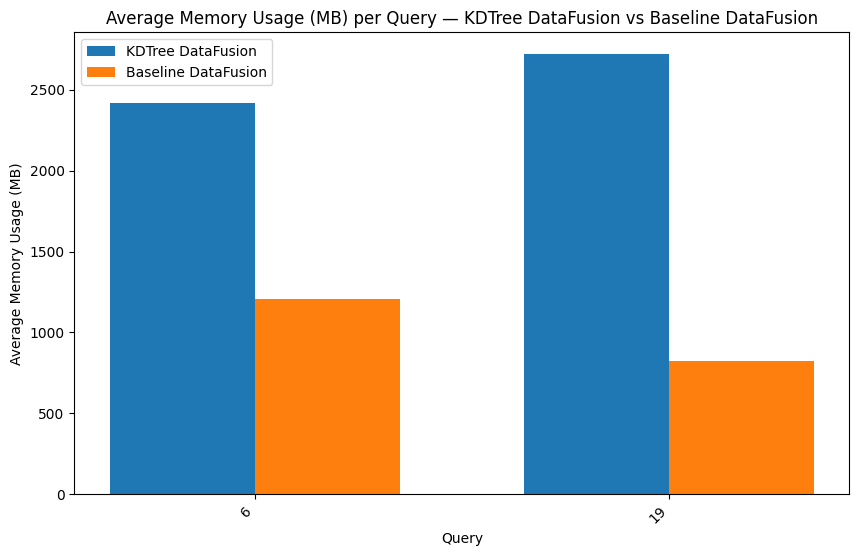 Average Memory Usage (MB) per Query — KDTree DataFusion vs Baseline DataFusion
KDTree DataFusion
Baseline DataFusion
Average Memory Usage (MB)
2500
2000
1500
1000
500
0
6
19
Query